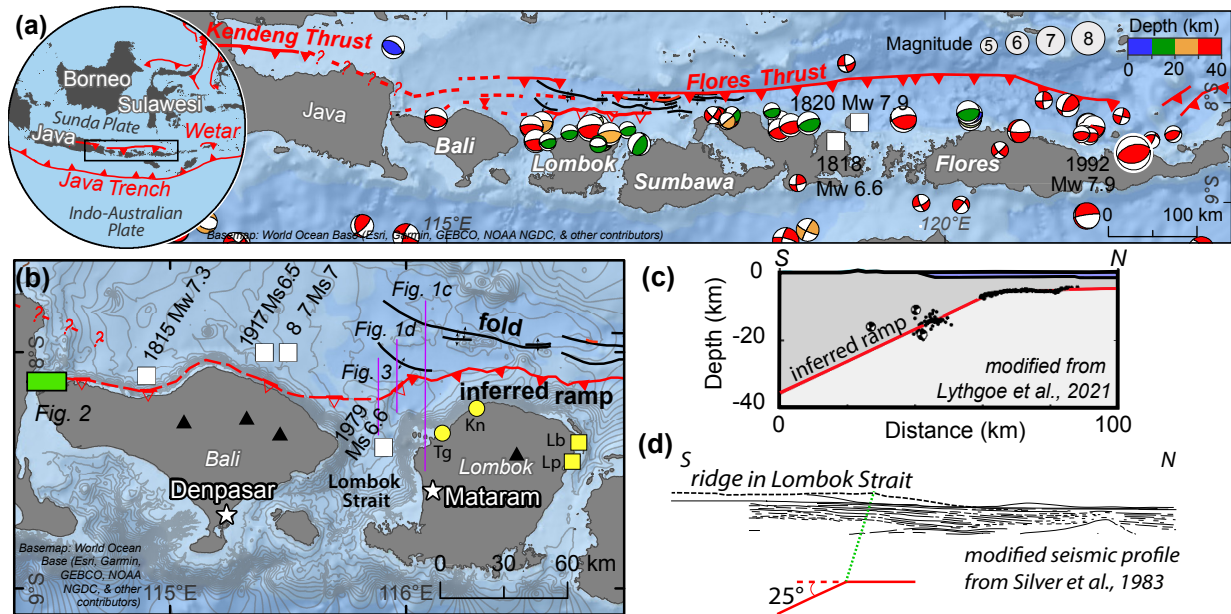 (a)
Kendeng Thrust
?
?
?
Magnitude
5
6
7
8
Depth (km)
0
20
40
Borneo
Sulawesi
Sunda Plate
Java
Wetar
Java Trench
Indo-Australian
Plate
Java
Bali
Lombok
Sumbawa
Flores
Flores Thrust
1820 Mw 7.9
1818
Mw 6.6
1992
Mw 7.9
8°S
9°S
115°E
120°E
0
100 km
Basemap: World Ocean Base (Esri, Garmin, GEBCO, NOAA NGDC, & other contributors)
(b)
?
?
?
1815 Mw 7.3
1917 Ms 6.5
8 7 Ms7
Fig. 1c
Fig. 1d
Fig. 3
fold
8°S
inferred ramp
Fig. 2
1979
Ms 6.6
Kn
Tg
Lb
Lp
Bali
Lombok
Denpasar
Lombok
Strait
Mataram
0
30
60 km
Basemap: World Ocean
Base (Esri, Garmin,
GEBCO, NOAA
NGDC, & other
contributors)
9°S
115°E
116°E
(c)
S
N
0
-20
-40
Depth (km)
inferred ramp
modified from
Lythgoe et al., 2021
0
100
Distance (km)
(d)
S
N
ridge in Lombok Strait
25°
modified seismic profile
from Silver et al., 1983